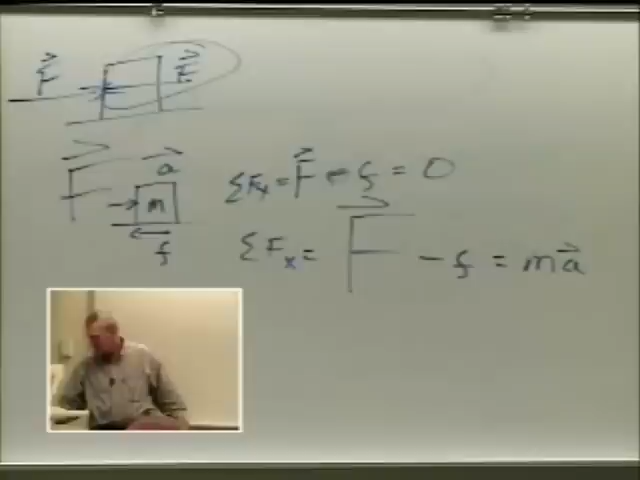 F⃗ F⃗
F⃗ a⃗ ΣFₓ = F⃗ - f = 0
m
f
ΣFₓ = F⃗ - f = ma⃗